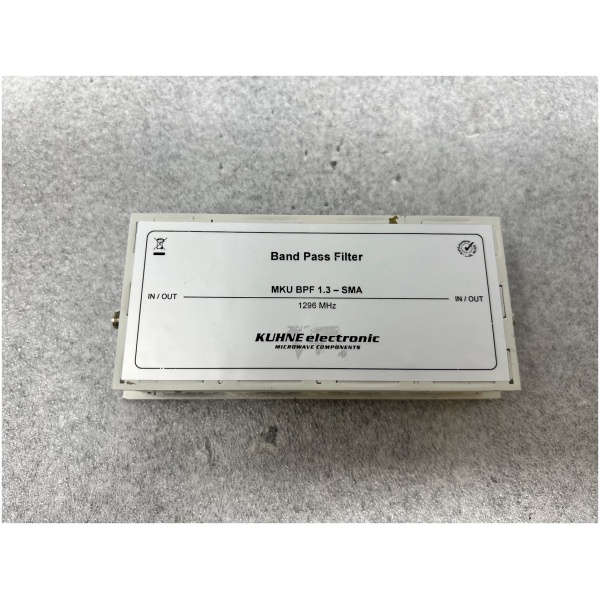 Band Pass Filter
MKU BPF 1.3 – SMA
IN / OUT
IN / OUT
1296 MHz
KUHNE electronic
MICROWAVE COMPONENTS